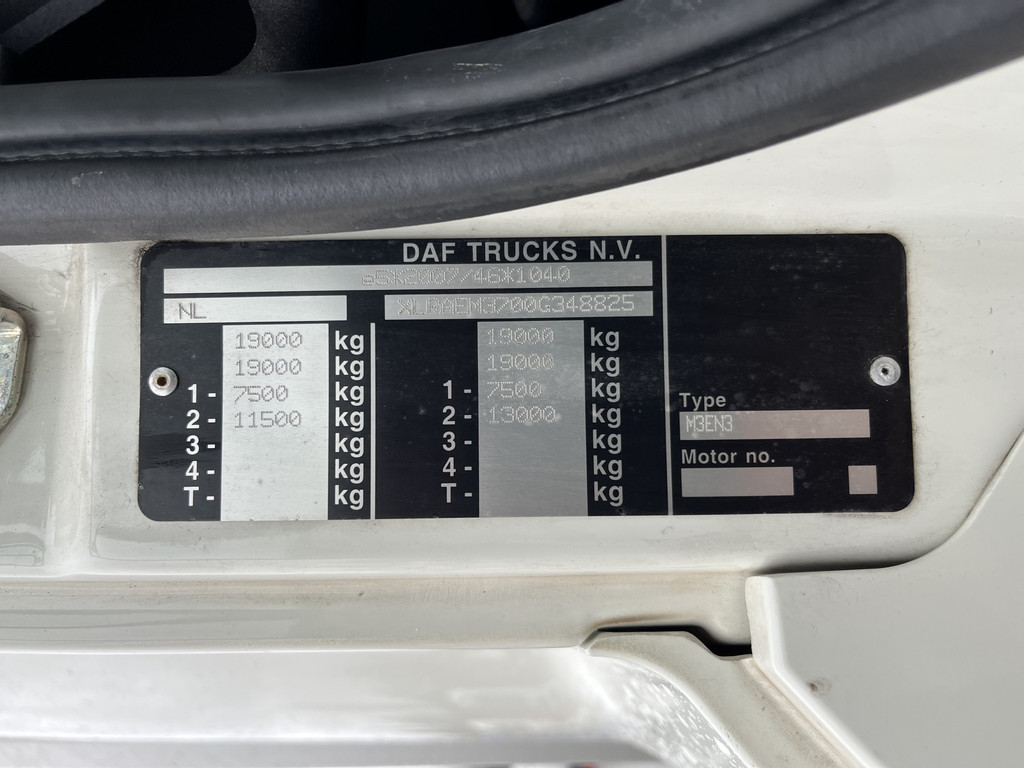 DAF TRUCKS N.V.
e5*2007/46*1040
NL XLRAEM3700G348825
19000 kg 19000 kg
19000 kg 19000 kg
1- 7500 kg 1- 7500 kg
2- 11500 kg 2- 13000 kg
3- kg 3- kg
4- kg 4- kg
T- kg T- kg
Type
M3EN3
Motor no.